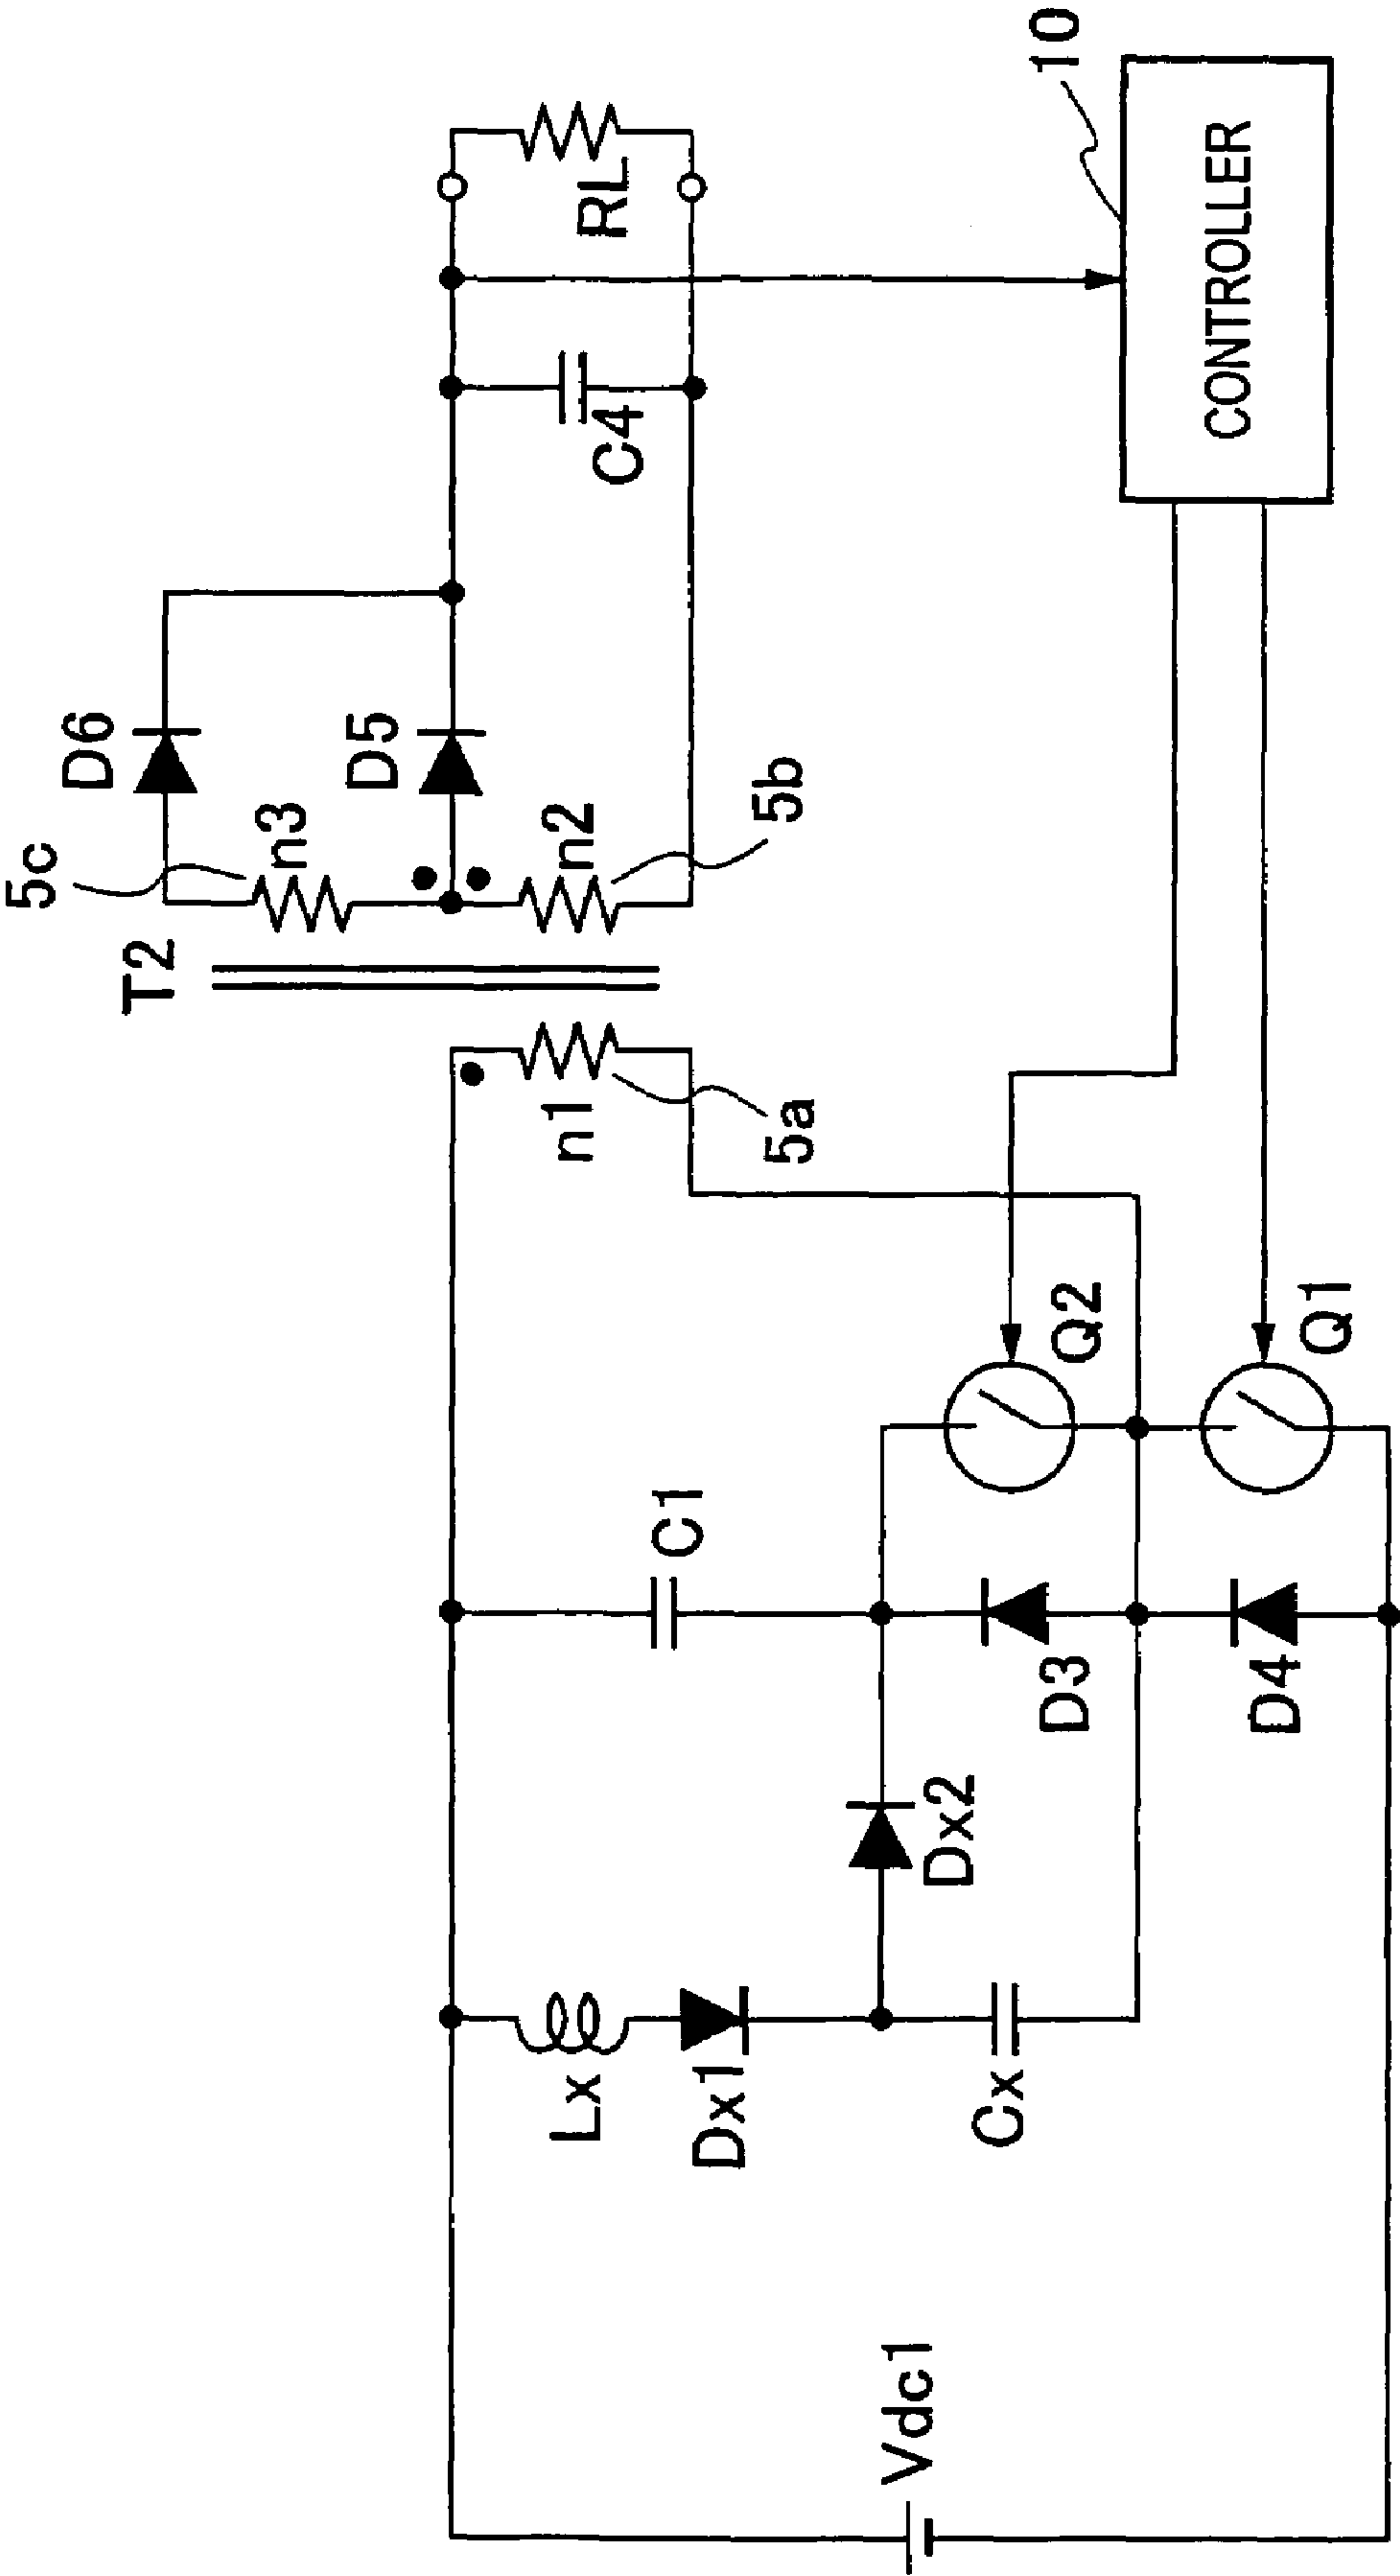 Vdc1
Lx
Dx1
Cx
Dx2
C1
D3
D4
Q2
Q1
n1
5a
T2
5c
n3
n2
5b
D6
D5
C4
RL
10
CONTROLLER